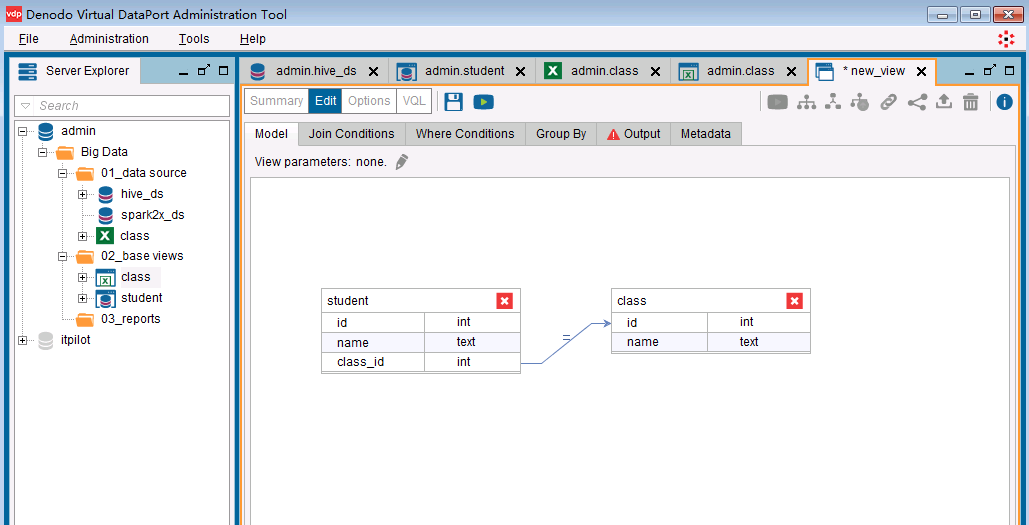 vdp Denodo Virtual DataPort Administration Tool
File Administration Tools Help
Server Explorer
admin.hive_ds admin.student admin.class admin.class * new_view
Search
Summary Edit Options VQL
admin
Big Data
01_data source
hive_ds
spark2x_ds
class
02_base views
class
student
03_reports
itpilot
Model Join Conditions Where Conditions Group By Output Metadata
View parameters: none.
student
id int
name text
class_id int
=
class
id int
name text